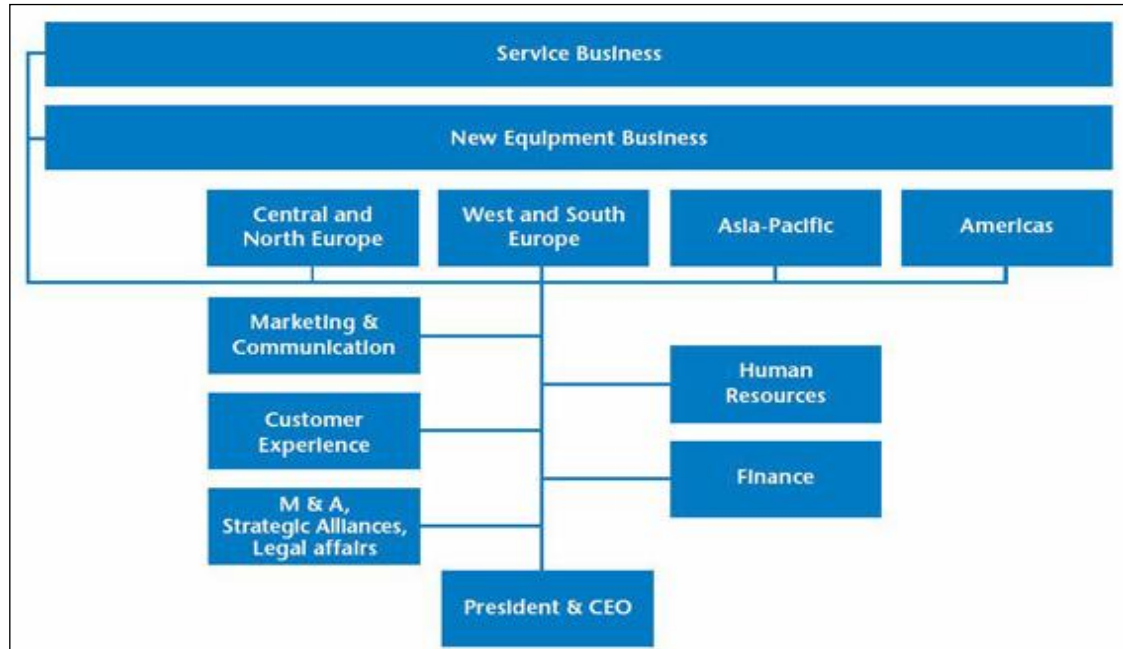 Service Business
New Equipment Business
Central and
North Europe
West and South
Europe
Asia-Pacific
Americas
Marketing &
Communication
Human
Resources
Customer
Experience
Finance
M & A,
Strategic Alliances,
Legal affairs
President & CEO